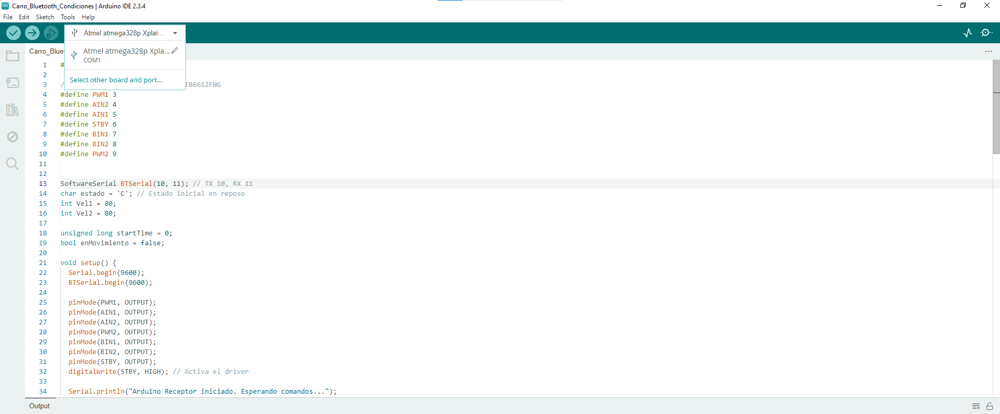 Carro_Bluetooth_Condiciones | Arduino IDE 2.3.4
File Edit Sketch Tools Help
Atmel atmega328p Xplai...
Atmel atmega328p Xpla...
COM1
Select other board and port...
Carro_Blue
1 #
2
3 / TB6612FNG
4 #define PWM1 3
5 #define AIN2 4
6 #define AIN1 5
7 #define STBY 6
8 #define BIN1 7
9 #define BIN2 8
10 #define PWM2 9
11
12
13 SoftwareSerial BTSerial(10, 11); // TX 10, RX 11
14 char estado = 'C'; // Estado inicial en reposo
15 int Vel1 = 80;
16 int Vel2 = 80;
17
18 unsigned long startTime = 0;
19 bool enMovimiento = false;
20
21 void setup() {
22 Serial.begin(9600);
23 BTSerial.begin(9600);
24
25 pinMode(PWM1, OUTPUT);
26 pinMode(AIN1, OUTPUT);
27 pinMode(AIN2, OUTPUT);
28 pinMode(PWM2, OUTPUT);
29 pinMode(BIN1, OUTPUT);
30 pinMode(BIN2, OUTPUT);
31 pinMode(STBY, OUTPUT);
32 digitalWrite(STBY, HIGH); // Activa el driver
33
34 Serial.println("Arduino Receptor iniciado. Esperando comandos...");
Output